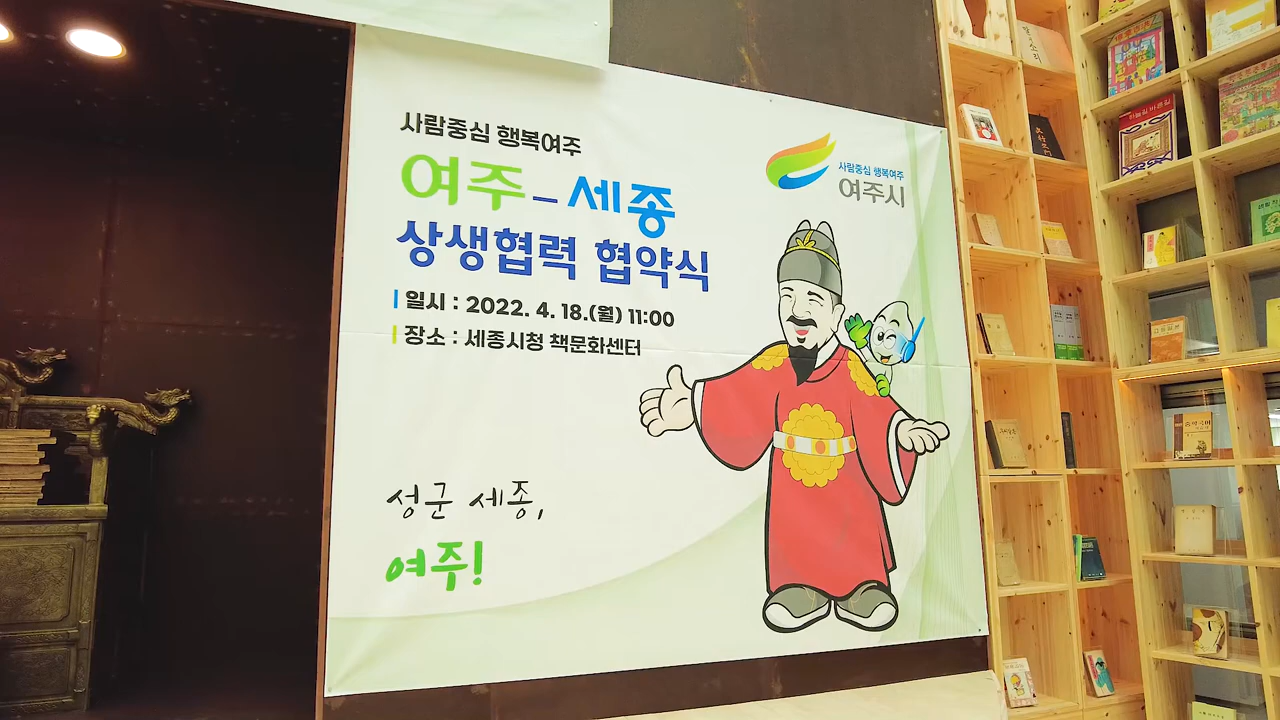 사람중심 행복여주
여주-세종
상생협력 협약식
일시 : 2022. 4. 18.(월) 11:00
장소 : 세종시청 책문화센터
성군 세종,
여주!
사람중심 행복여주
여주시